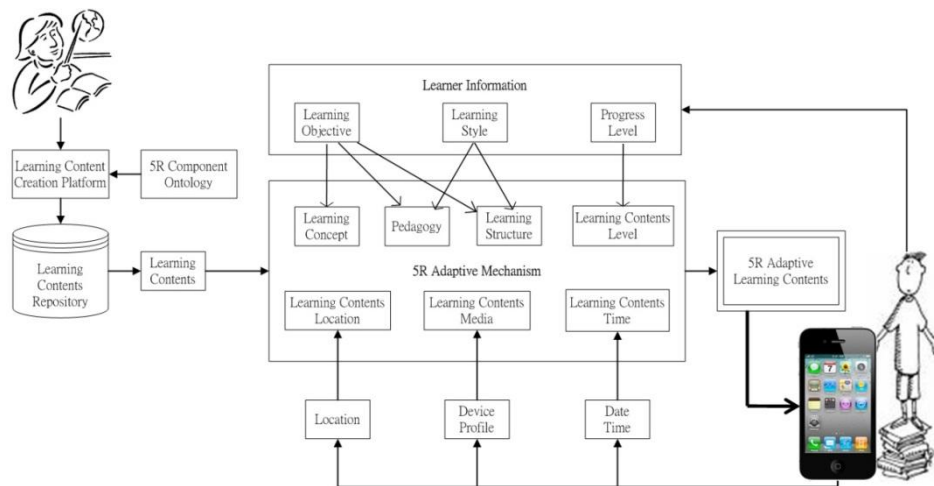 Learner Information
Learning
Objective
Learning
Style
Progress
Level
Learning Content
Creation Platform
5R Component
Ontology
Learning
Concept
Pedagogy
Learning
Structure
Learning Contents
Level
Learning
Contents
Repository
Learning
Contents
5R Adaptive Mechanism
5R Adaptive
Learning Contents
Learning Contents
Location
Learning Contents
Media
Learning Contents
Time
Location
Device
Profile
Date
Time